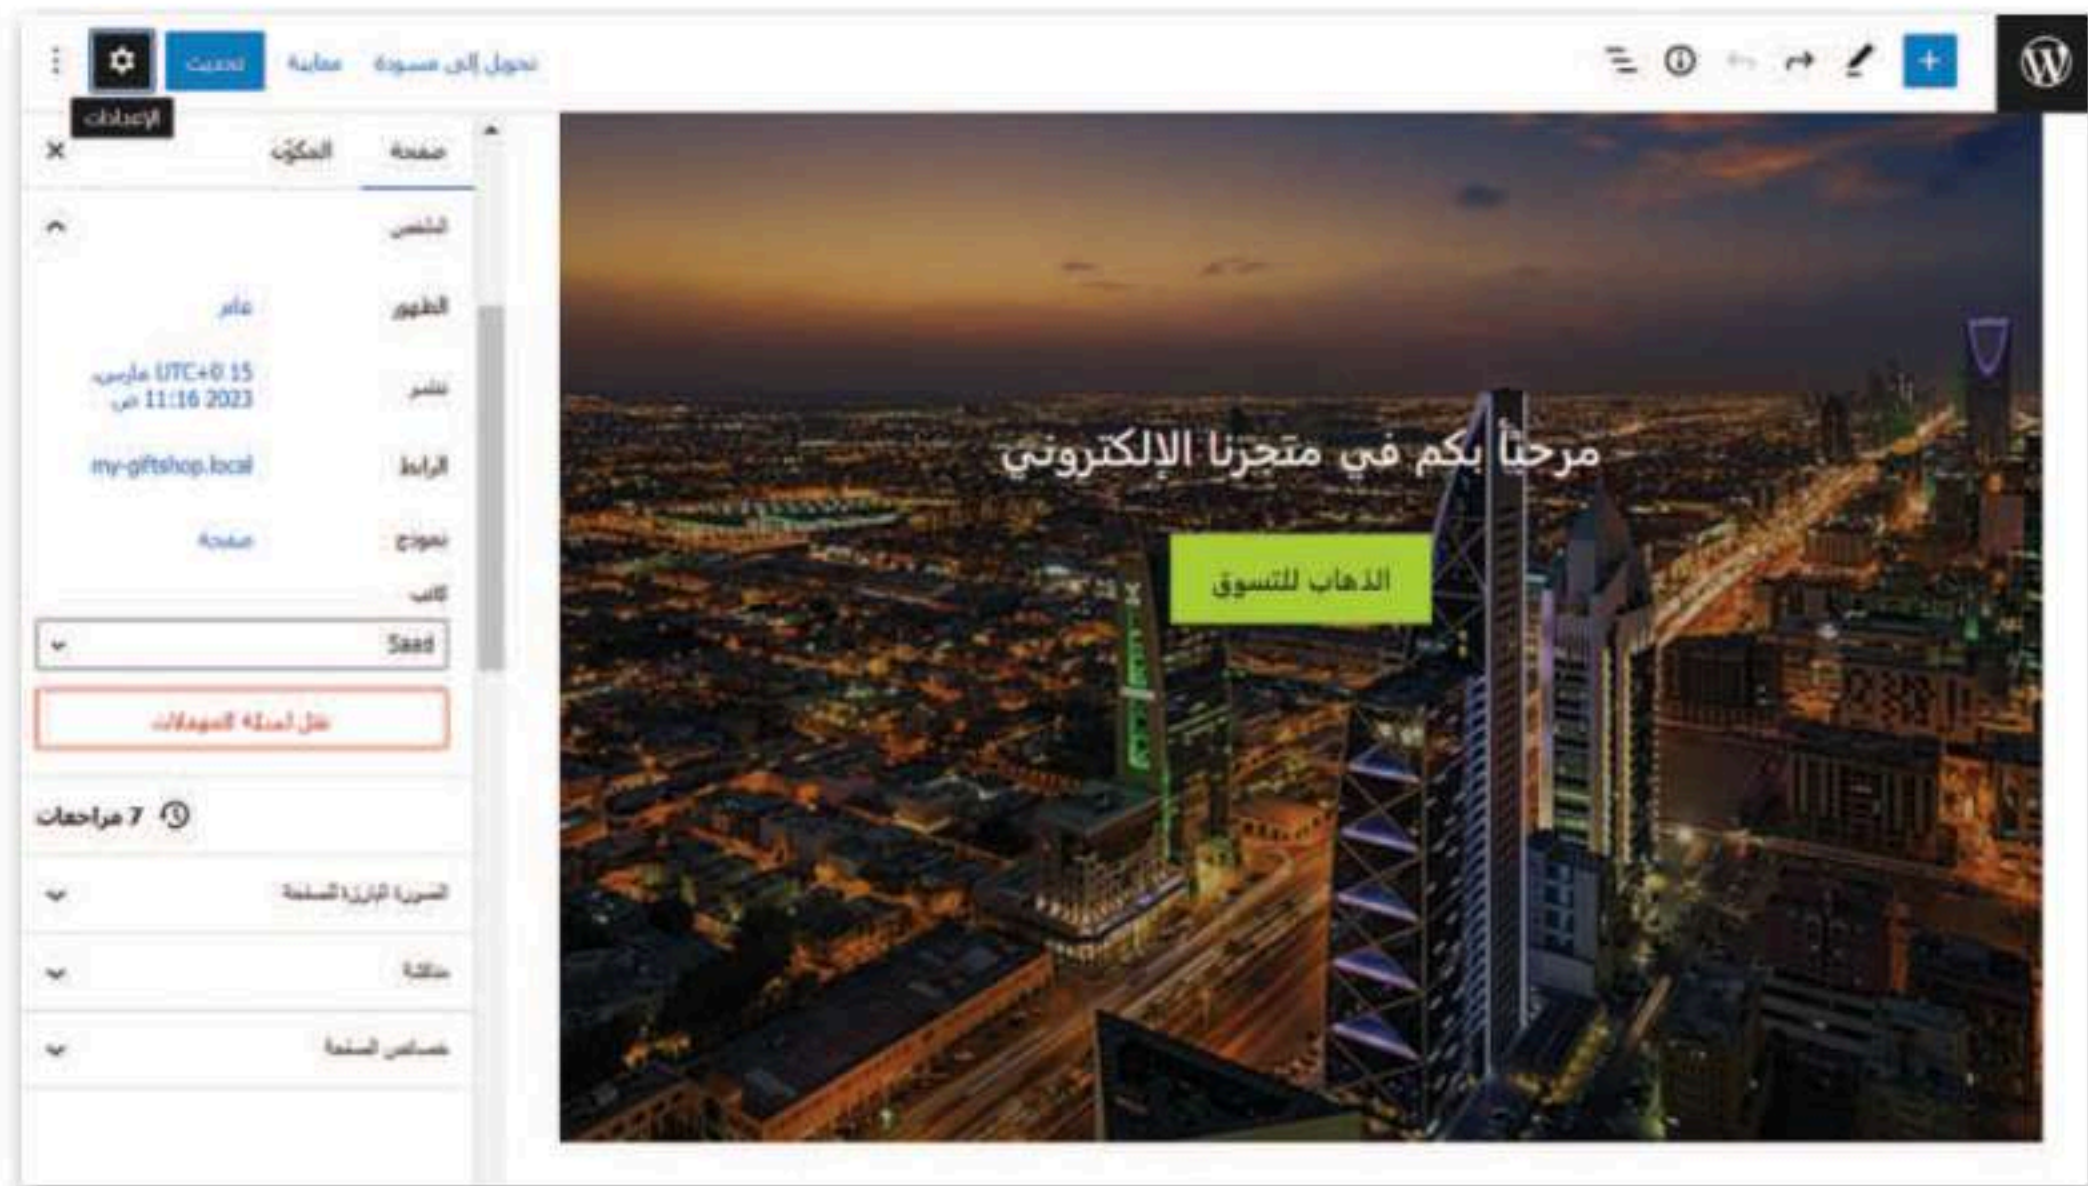 تحويل إلى مسودة
معاينة
تحديث
الإعدادات
صفحة
المكوّن
الملخص
الظهور
عام
نشر
15 UTC+0 مارس،
2023 11:16 ص
الرابط
my-giftshop.local
نموذج
صفحة
كاتب
Saad
نقل لسلة المهملات
7 مراجعات
الصورة البارزة للصفحة
مناقشة
خصائص الصفحة
مرحبًا بكم في متجرنا الإلكتروني
الذهاب للتسوق